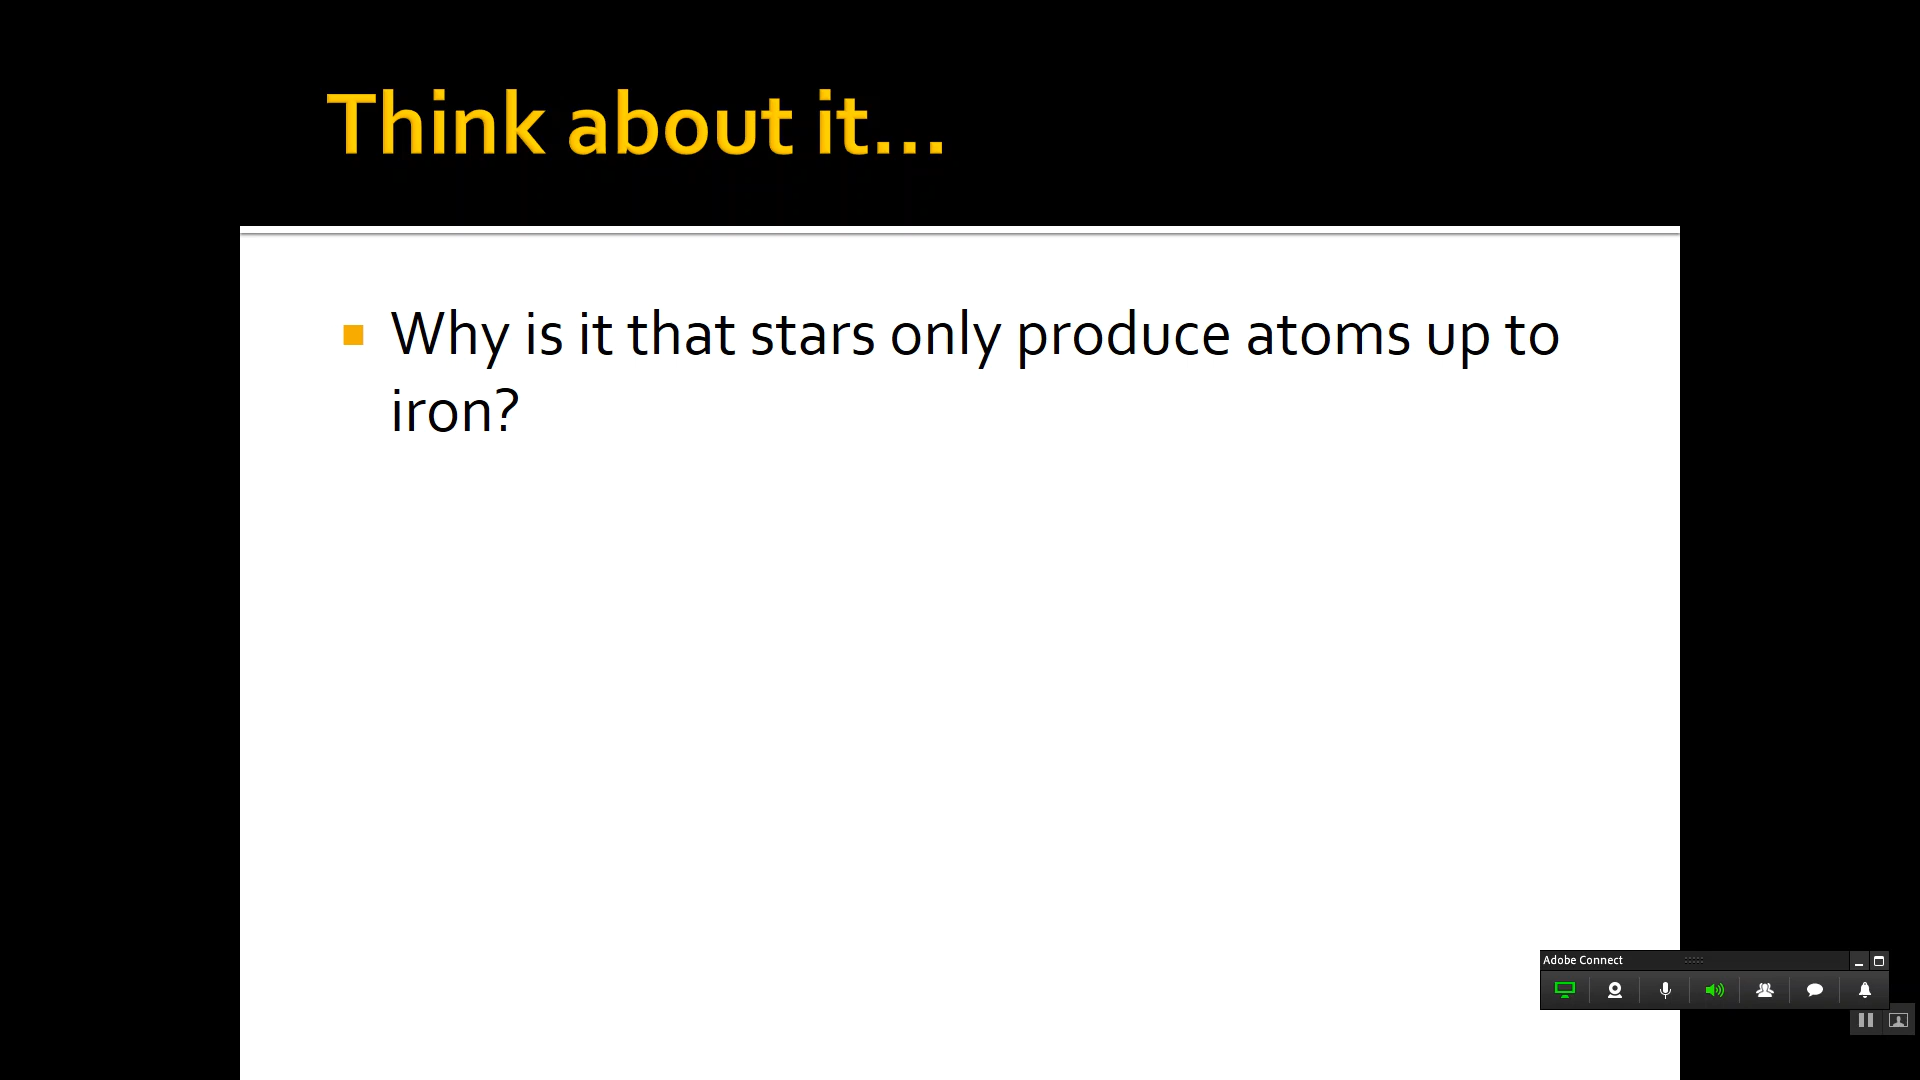 Think about it...
Why is it that stars only produce atoms up to
iron?
Adobe Connect